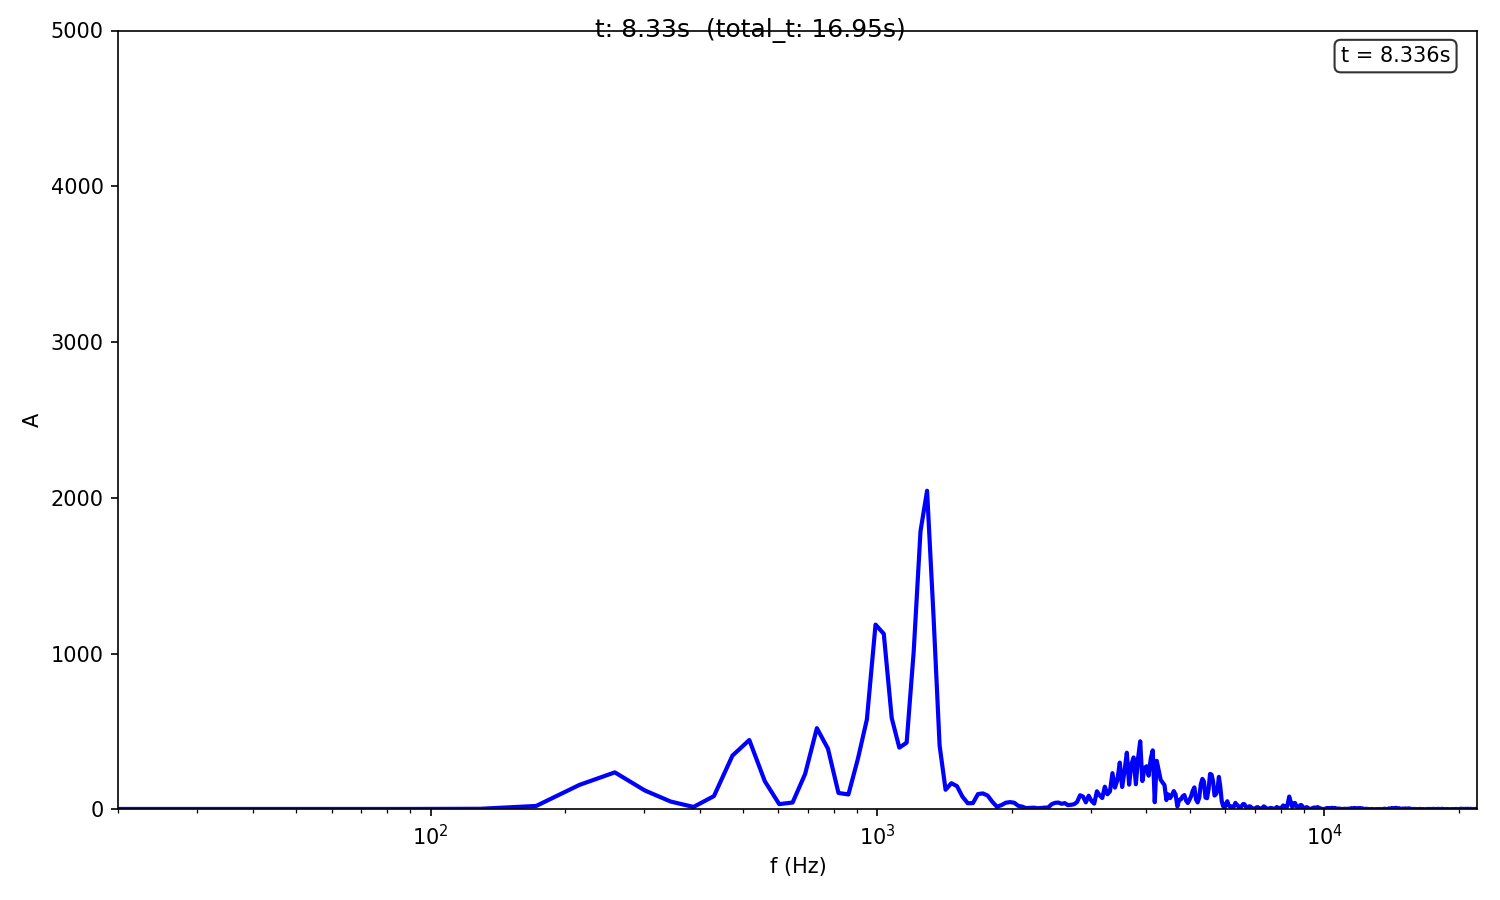 t: 8.33s  (total_t: 16.95s)
t = 8.336s
5000
4000
3000
2000
1000
0
A
10²
10³
10⁴
f (Hz)